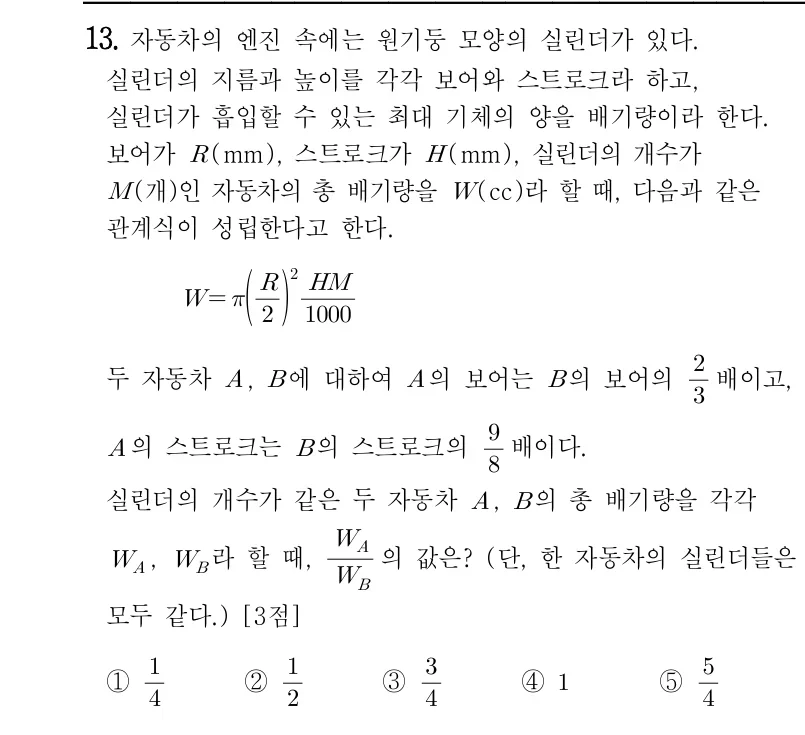 13. 자동차의 엔진 속에는 원기둥 모양의 실린더가 있다.
실린더의 지름과 높이를 각각 보어와 스트로크라 하고,
실린더가 흡입할 수 있는 최대 기체의 양을 배기량이라 한다.
보어가 R(mm), 스트로크가 H(mm), 실린더의 개수가
M(개)인 자동차의 총 배기량을 W(cc)라 할 때, 다음과 같은
관계식이 성립한다고 한다.
W=π(R/2)² HM/1000
두 자동차 A, B에 대하여 A의 보어는 B의 보어의 2/3배이고,
A의 스트로크는 B의 스트로크의 9/8배이다.
실린더의 개수가 같은 두 자동차 A, B의 총 배기량을 각각
W_A, W_B라 할 때, W_A/W_B의 값은? (단, 한 자동차의 실린더들은
모두 같다.) [3점]
① 1/4 ② 1/2 ③ 3/4 ④ 1 ⑤ 5/4